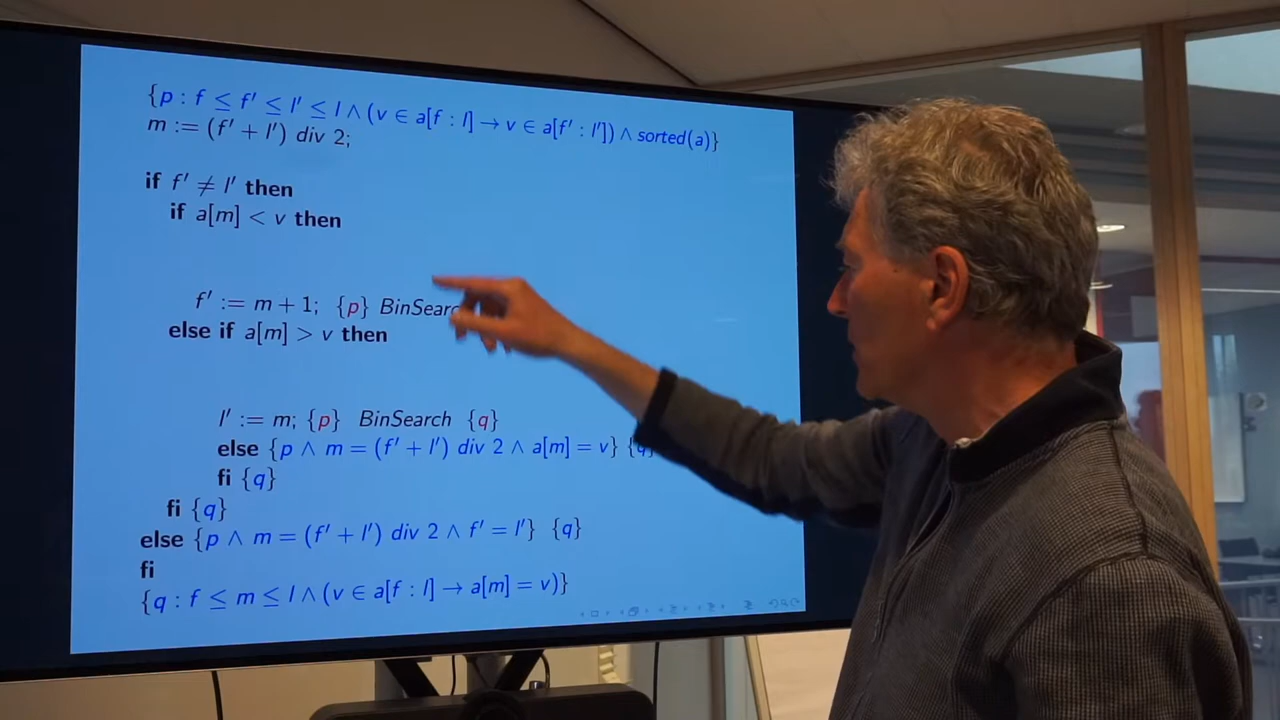 {p : f ≤ f′ ≤ l′ ≤ l ∧ (v ∈ a[f : l] → v ∈ a[f′ : l′]) ∧ sorted(a)}
m := (f′ + l′) div 2;
if f′ ≠ l′ then
if a[m] < v then
f′ := m + 1; {p}
else if a[m] > v then
l′ := m; {p} BinSearch {q}
else {p ∧ m = (f′ + l′) div 2 ∧ a[m] = v} {q}
fi {q}
fi {q}
else {p ∧ m = (f′ + l′) div 2 ∧ f′ = l′} {q}
fi
{q : f ≤ m ≤ l ∧ (v ∈ a[f : l] → a[m] = v)}